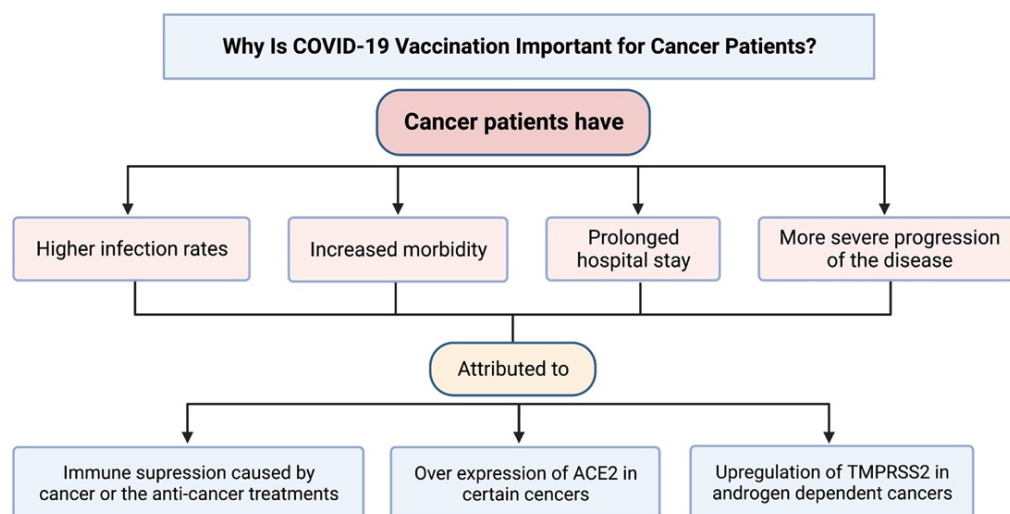 Why Is COVID-19 Vaccination Important for Cancer Patients?
Cancer patients have
Higher infection rates
Increased morbidity
Prolonged
hospital stay
More severe progression
of the disease
Attributed to
Immune supression caused by
cancer or the anti-cancer treatments
Over expression of ACE2 in
certain cencers
Upregulation of TMPRSS2 in
androgen dependent cancers